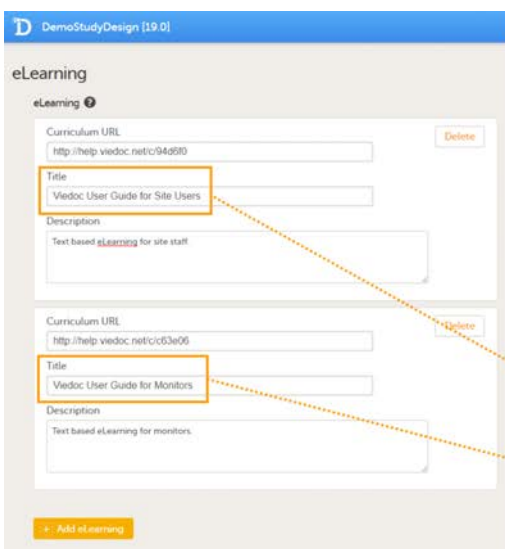 DemoStudyDesign [19.0]
eLearning
eLearning
Curriculum URL
Delete
http://help.viedoc.net/c/94d6f0
Title
Viedoc User Guide for Site Users
Description
Text based eLearning for site staff
Curriculum URL
Delete
http://help.viedoc.net/c/c63e06
Title
Viedoc User Guide for Monitors
Description
Text based eLearning for monitors.
+ Add eLearning